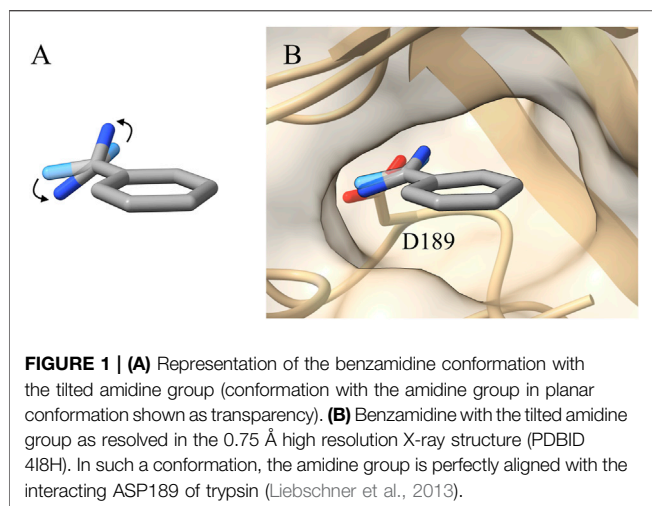 A
B
D189
FIGURE 1 | (A) Representation of the benzamidine conformation with
the tilted amidine group (conformation with the amidine group in planar
conformation shown as transparency). (B) Benzamidine with the tilted amidine
group as resolved in the 0.75 Å high resolution X-ray structure (PDBID
4I8H). In such a conformation, the amidine group is perfectly aligned with the
interacting ASP189 of trypsin (Liebschner et al., 2013).